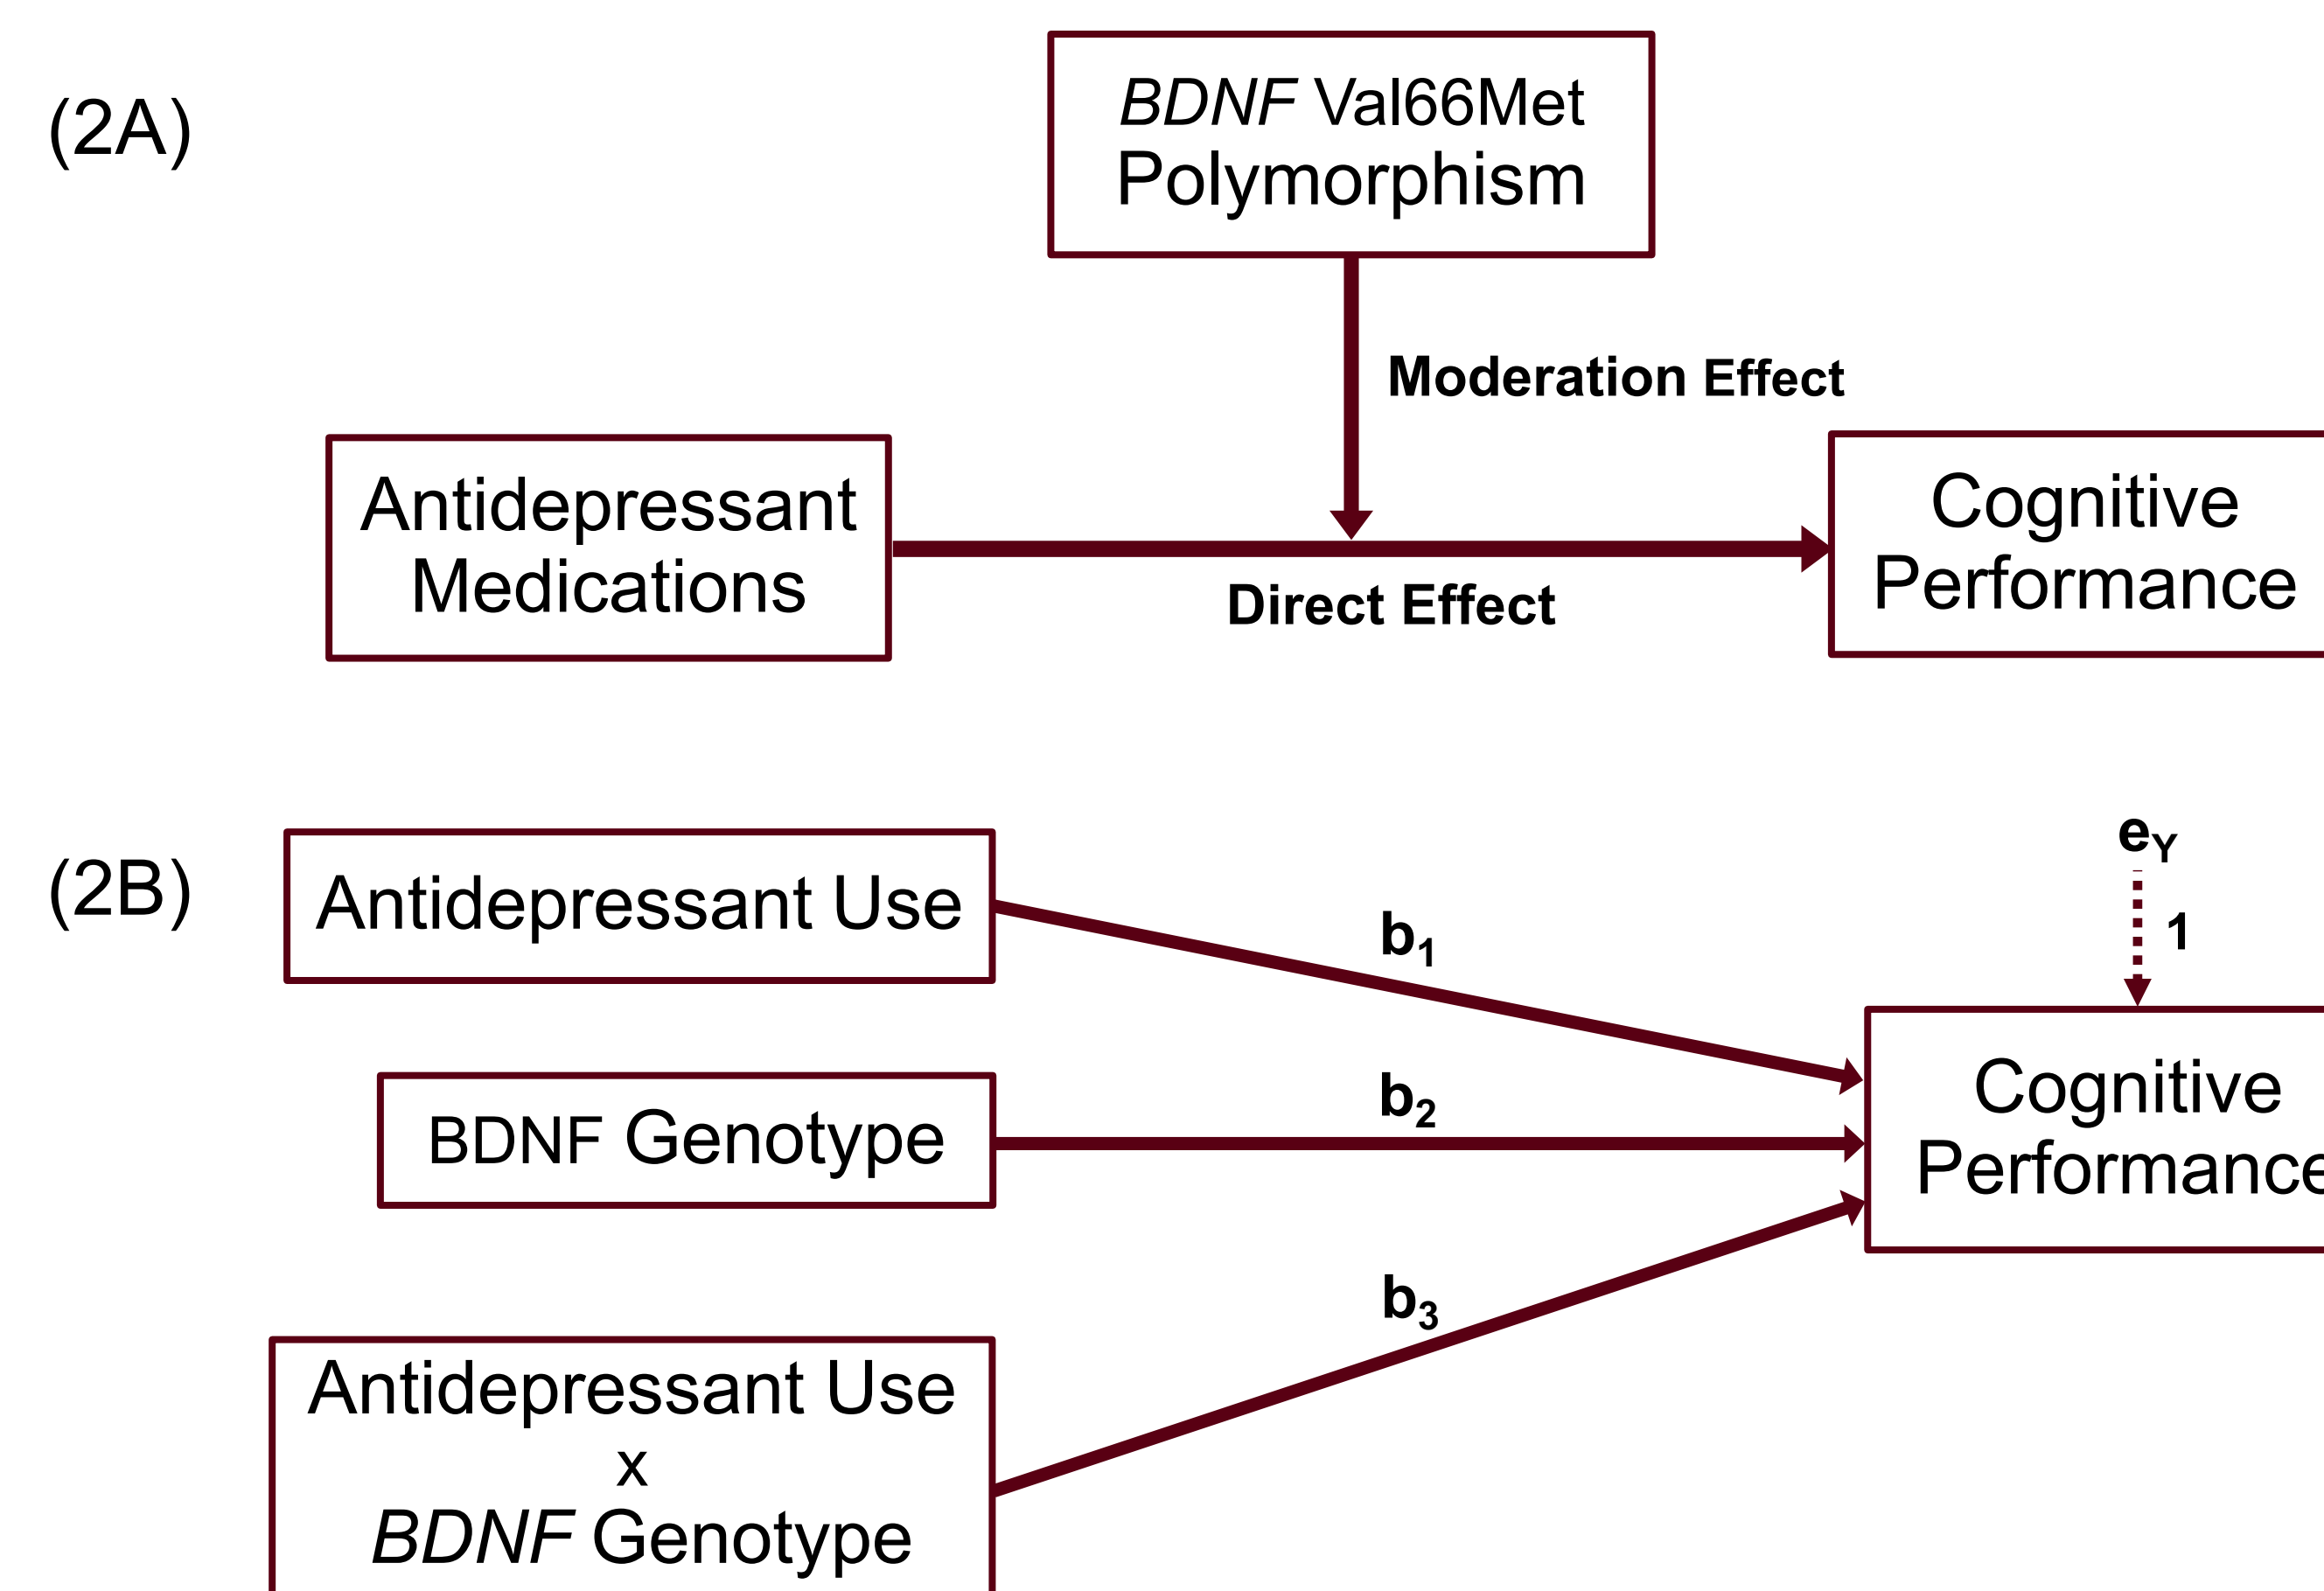 (2A)
BDNF Val66Met
Polymorphism
Moderation Effect
Antidepressant
Medications
Direct Effect
Cognitive
Performance
(2B)
Antidepressant Use
b₁
e_Y
1
BDNF Genotype
b₂
Cognitive
Performance
Antidepressant Use
x
BDNF Genotype
b₃